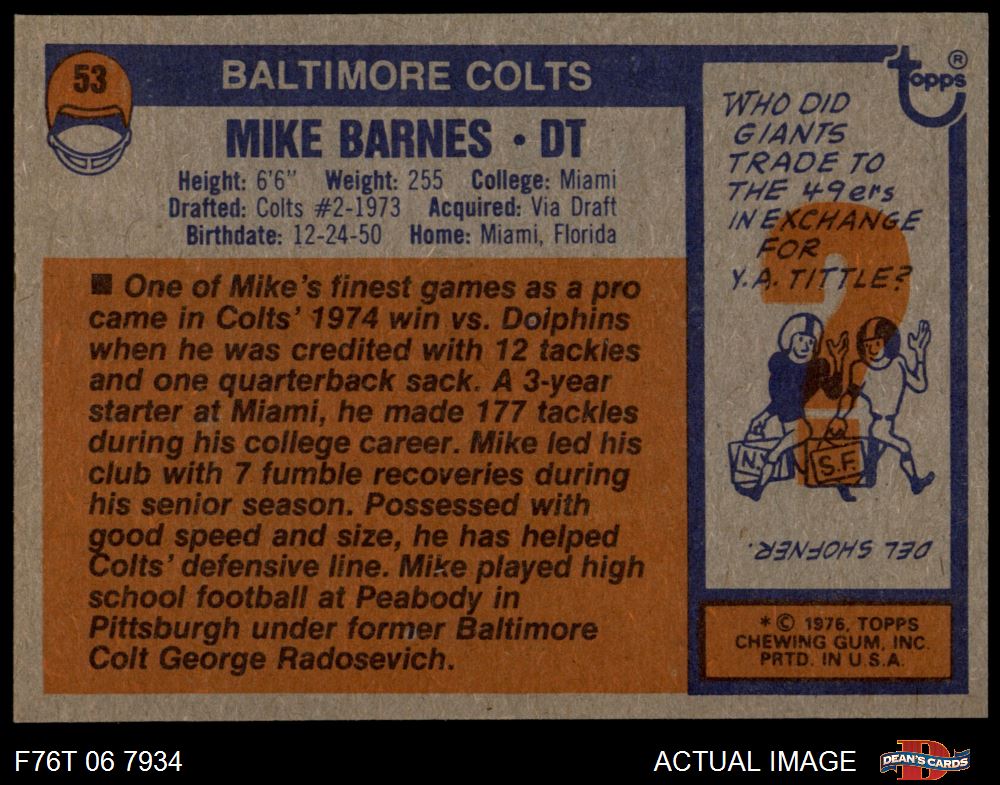 53
BALTIMORE COLTS
MIKE BARNES • DT
Height: 6'6" Weight: 255 College: Miami
Drafted: Colts #2-1973 Acquired: Via Draft
Birthdate: 12-24-50 Home: Miami, Florida
■ One of Mike's finest games as a pro
came in Colts' 1974 win vs. Dolphins
when he was credited with 12 tackles
and one quarterback sack. A 3-year
starter at Miami, he made 177 tackles
during his college career. Mike led his
club with 7 fumble recoveries during
his senior season. Possessed with
good speed and size, he has helped
Colts' defensive line. Mike played high
school football at Peabody in
Pittsburgh under former Baltimore
Colt George Radosevich.
topps ®
WHO DID
GIANTS
TRADE TO
THE 49ers
IN EXCHANGE
FOR
Y.A. TITTLE?
S.F.
DEL SHOFNER.
* © 1976, TOPPS
CHEWING GUM, INC.
PRTD. IN U.S.A.
F76T 06 7934
ACTUAL IMAGE
DEAN'S CARDS